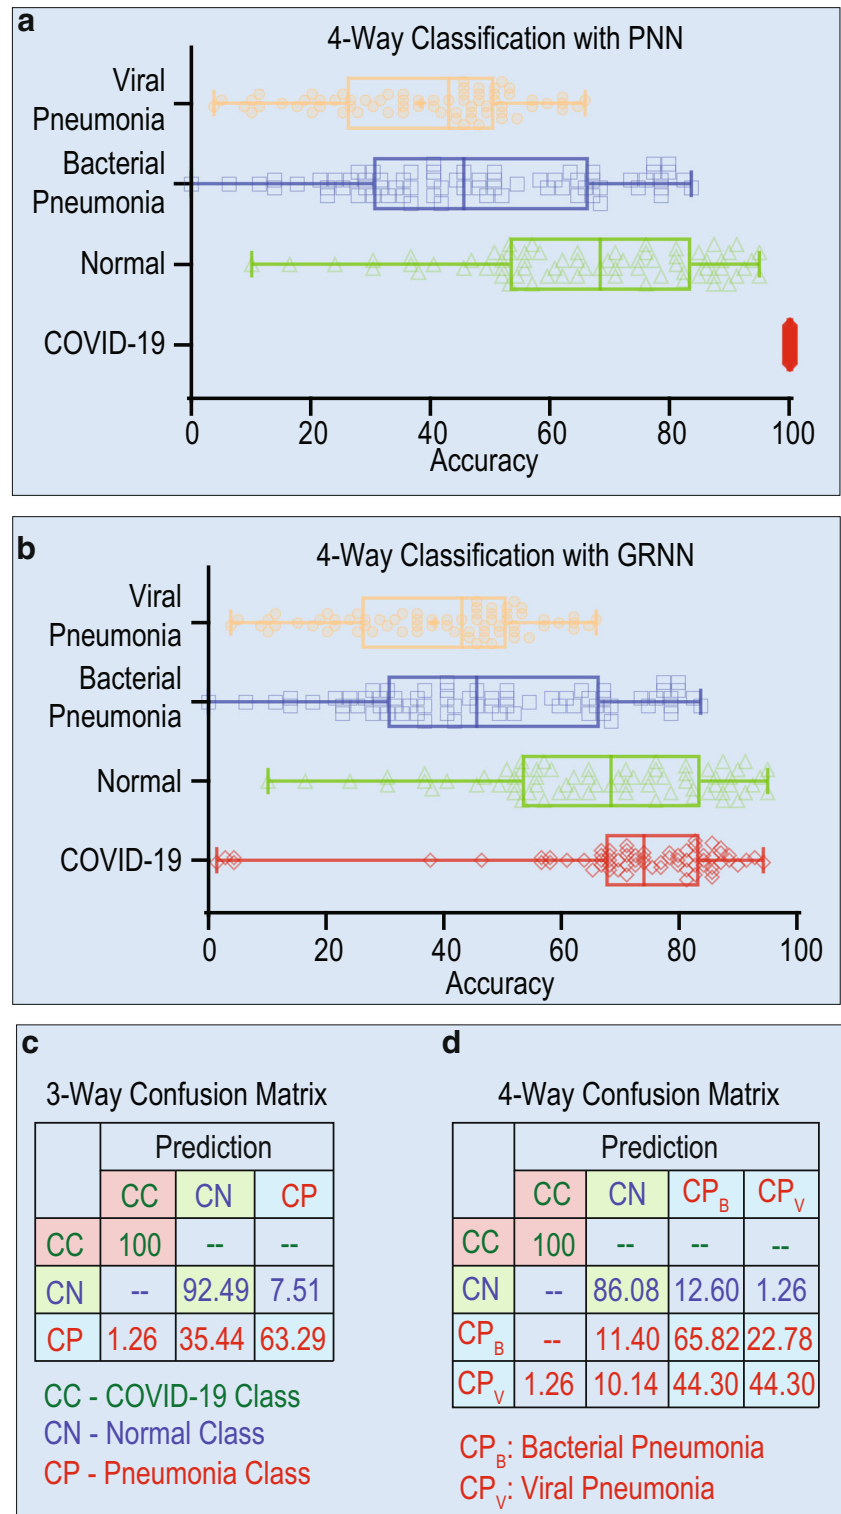 a
4-Way Classification with PNN
Viral
Pneumonia
Bacterial
Pneumonia
Normal
COVID-19
0 20 40 60 80 100
Accuracy
b
4-Way Classification with GRNN
Viral
Pneumonia
Bacterial
Pneumonia
Normal
COVID-19
0 20 40 60 80 100
Accuracy
c
3-Way Confusion Matrix
Prediction
CC CN CP
CC 100 -- --
CN -- 92.49 7.51
CP 1.26 35.44 63.29
CC - COVID-19 Class
CN - Normal Class
CP - Pneumonia Class
d
4-Way Confusion Matrix
Prediction
CC CN CPB CPV
CC 100 -- -- --
CN -- 86.08 12.60 1.26
CPB -- 11.40 65.82 22.78
CPV 1.26 10.14 44.30 44.30
CPB: Bacterial Pneumonia
CPV: Viral Pneumonia